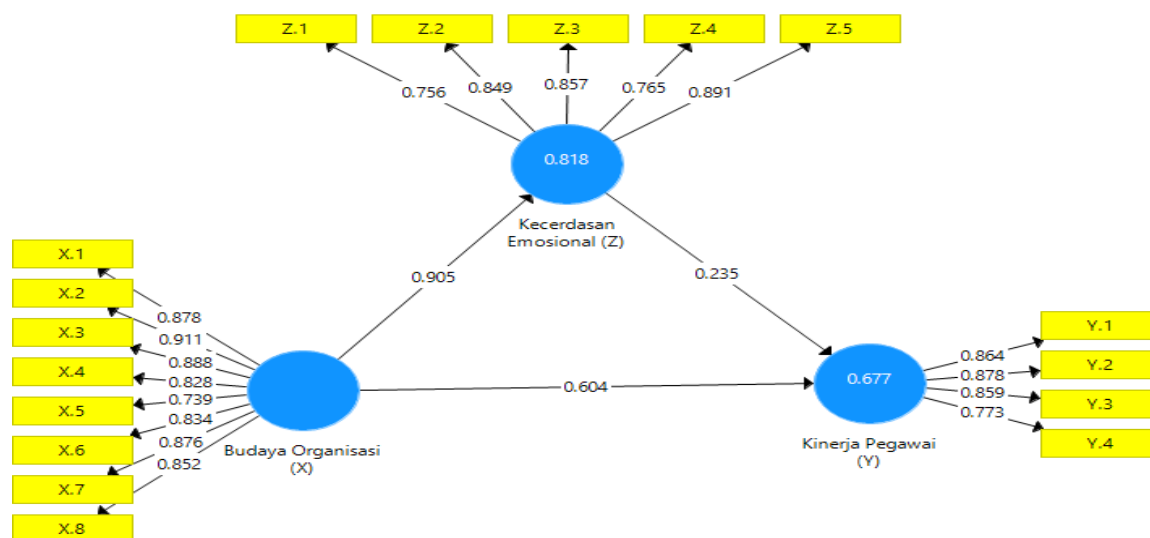 Z.1
Z.2
Z.3
Z.4
Z.5
0.756
0.849
0.857
0.765
0.891
0.818
Kecerdasan
Emosional (Z)
0.905
0.235
X.1
X.2
X.3
X.4
X.5
X.6
X.7
X.8
0.878
0.911
0.888
0.828
0.739
0.834
0.876
0.852
Budaya Organisasi
(X)
0.604
0.677
Kinerja Pegawai
(Y)
0.864
0.878
0.859
0.773
Y.1
Y.2
Y.3
Y.4